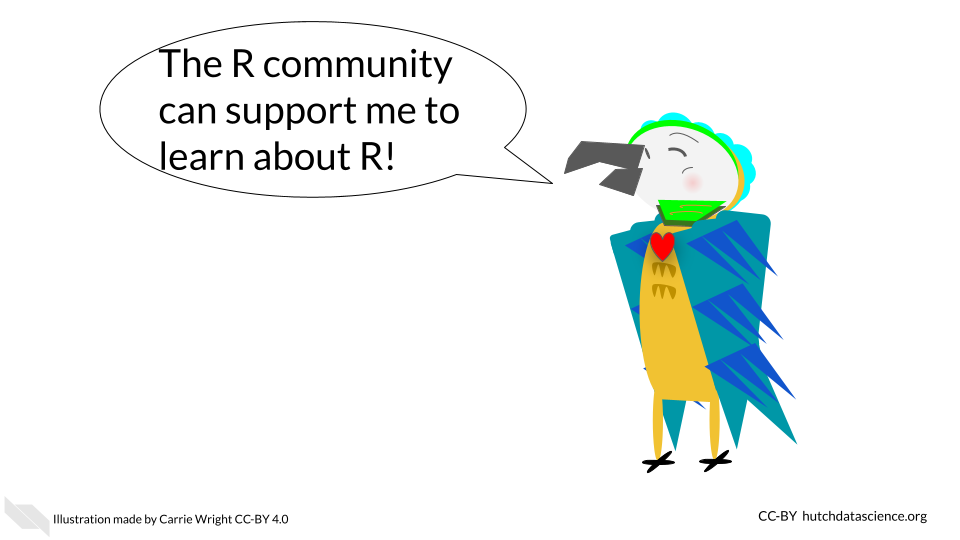 The R community
can support me to
learn about R!
Illustration made by Carrie Wright CC-BY 4.0
CC-BY hutchdatascience.org